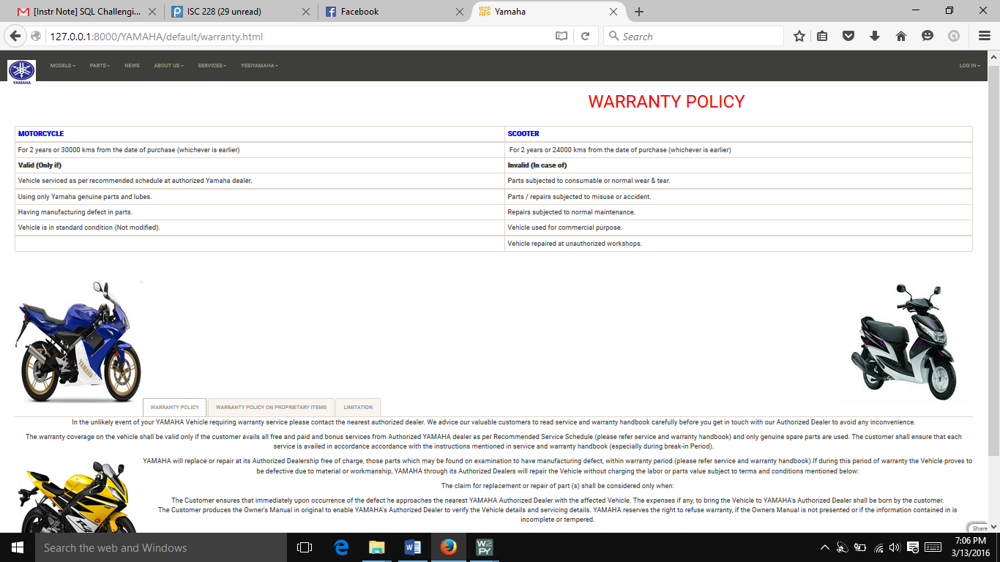 [Instr Note] SQL Challengi...
ISC 228 (29 unread)
Facebook
Yamaha
127.0.0.1:8000/YAMAHA/default/warranty.html
Search
YAMAHA
MODELS
PARTS
NEWS
ABOUT US
SERVICES
YESIYAMAHA
LOG IN
WARRANTY POLICY
MOTORCYCLE
SCOOTER
For 2 years or 30000 kms from the date of purchase (whichever is earlier)
For 2 years or 24000 kms from the date of purchase (whichever is earlier)
Valid (Only if)
Invalid (In case of)
Vehicle serviced as per recommended schedule at authorized Yamaha dealer.
Parts subjected to consumable or normal wear & tear.
Using only Yamaha genuine parts and lubes.
Parts / repairs subjected to misuse or accident.
Having manufacturing defect in parts.
Repairs subjected to normal maintenance.
Vehicle is in standard condition (Not modified).
Vehicle used for commercial purpose.
Vehicle repaired at unauthorized workshops.
YAMAHA
WARRANTY POLICY
WARRANTY POLICY ON PROPRIETARY ITEMS
LIMITATION
In the unlikely event of your YAMAHA Vehicle requiring warranty service please contact the nearest authorized dealer. We advice our valuable customers to read service and warranty handbook carefully before you get in touch with our Authorized Dealer to avoid any inconvenience.
The warranty coverage on the vehicle shall be valid only if the customer avails all free and paid and bonus services from Authorized YAMAHA dealer as per Recommended Service Schedule (please refer service and warranty handbook) and only genuine spare parts are used. The customer shall ensure that each
service is availed in accordance accordance with the instructions mentioned in service and warranty handbook (especially during break-in Period).
YAMAHA will replace or repair at its Authorized Dealership free of charge, those parts which may be found on examination to have manufacturing defect, within warranty period (please refer service and warranty handbook).If during this period of warranty the Vehicle proves to
be defective due to material or workmanship, YAMAHA through its Authorized Dealers will repair the Vehicle without charging the labor or parts value subject to terms and conditions mentioned below:
The claim for replacement or repair of part (s) shall be considered only when:
The Customer ensures that immediately upon occurrence of the defect he approaches the nearest YAMAHA Authorized Dealer with the affected Vehicle. The expenses if any, to bring the Vehicle to YAMAHA's Authorized Dealer shall be born by the customer.
The Customer produces the Owner's Manual in original to enable YAMAHA's Authorized Dealer to verify the Vehicle details and servicing details. YAMAHA reserves the right to refuse warranty, if the Owners Manual is not presented or if the information contained in is
incomplete or tempered.
Share
Search the web and Windows
W2
PY
7:06 PM
3/13/2016